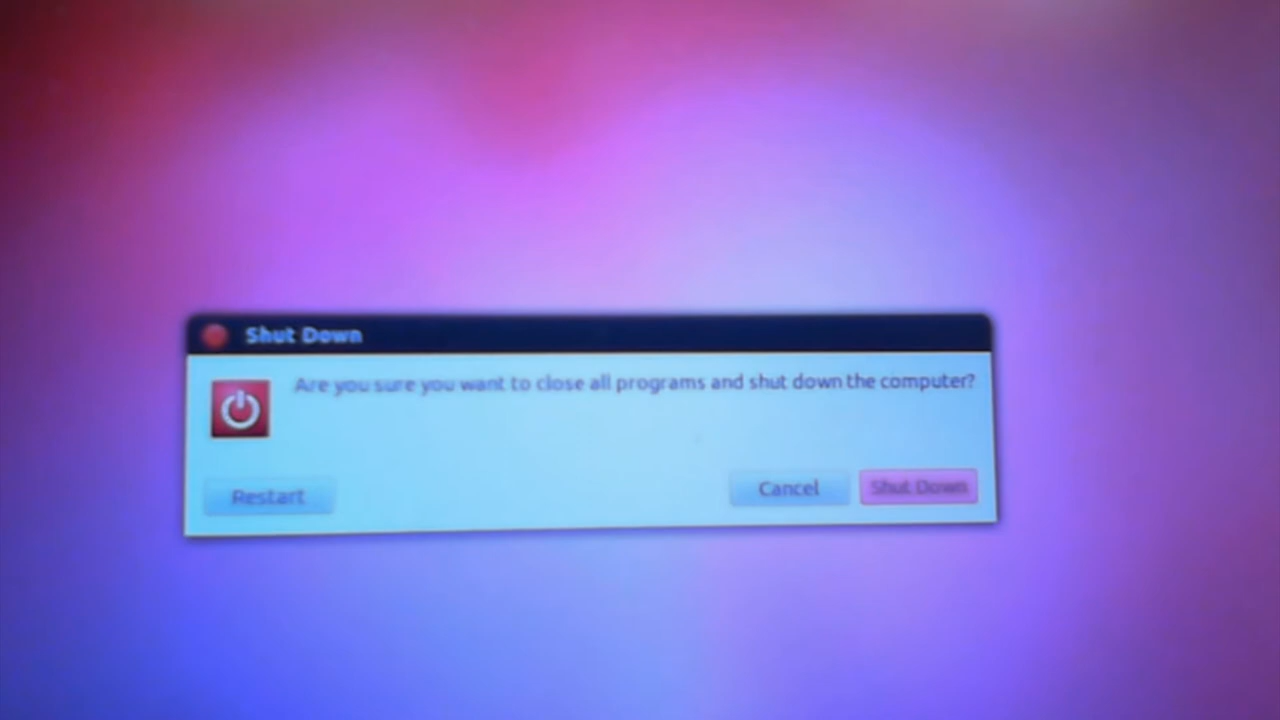 Shut Down
Are you sure you want to close all programs and shut down the computer?
Restart
Cancel
Shut Down